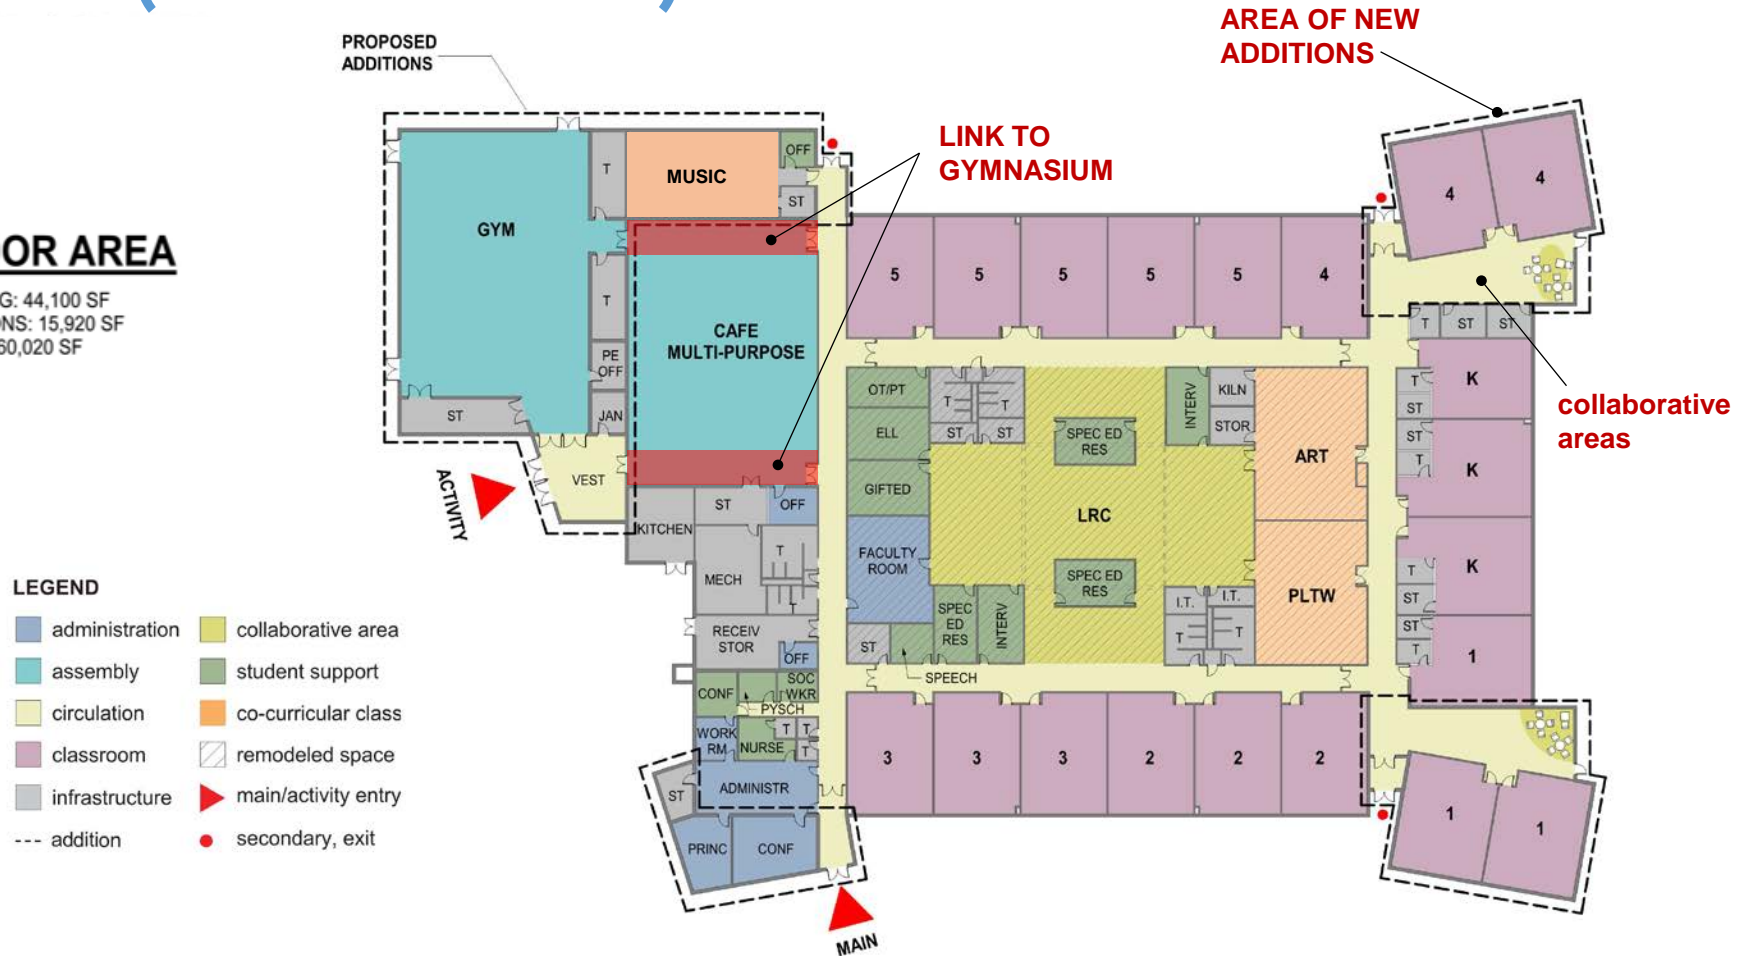 PROPOSED
ADDITIONS
AREA OF NEW
ADDITIONS
LINK TO
GYMNASIUM
OR AREA
G: 44,100 SF
ONS: 15,920 SF
60,020 SF
GYM
T
MUSIC
OFF
ST
T
PE
OFF
JAN
ST
CAFE
MULTI-PURPOSE
VEST
ACTIVITY
KITCHEN
ST
OFF
MECH
T
T
RECEIV
STOR
OFF
CONF
SOC
WKR
PYSCH
WORK
RM
NURSE
T
T
T
ADMINISTR
ST
PRINC
CONF
MAIN
5
5
5
5
5
4
4
4
OT/PT
ELL
GIFTED
FACULTY
ROOM
ST
SPEECH
T
T
ST
ST
SPEC ED
RES
INTERV
KILN
STOR
ART
LRC
SPEC ED
RES
SPEC
ED
RES
INTERV
I.T.
I.T.
T
T
PLTW
T
ST
ST
T
ST
K
ST
T
K
T
ST
K
ST
T
1
collaborative
areas
3
3
3
2
2
2
1
1
LEGEND
administration
assembly
circulation
classroom
infrastructure
addition
collaborative area
student support
co-curricular class
remodeled space
main/activity entry
secondary, exit